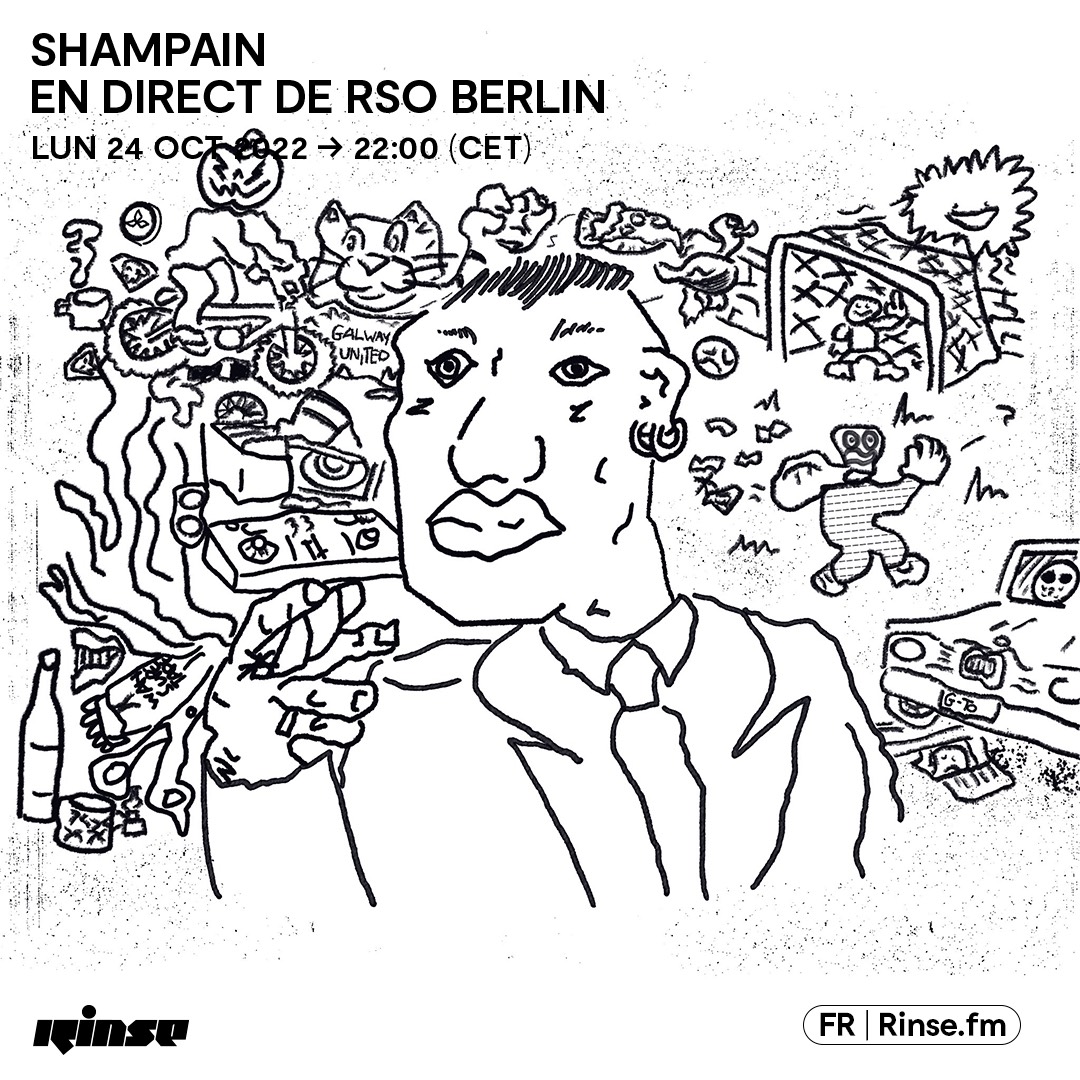 SHAMPAIN
EN DIRECT DE RSO BERLIN
LUN 24 OCT 2022 → 22:00 (CET)
GALWAY
UNITED
G-TO
rinse
FR | Rinse.fm